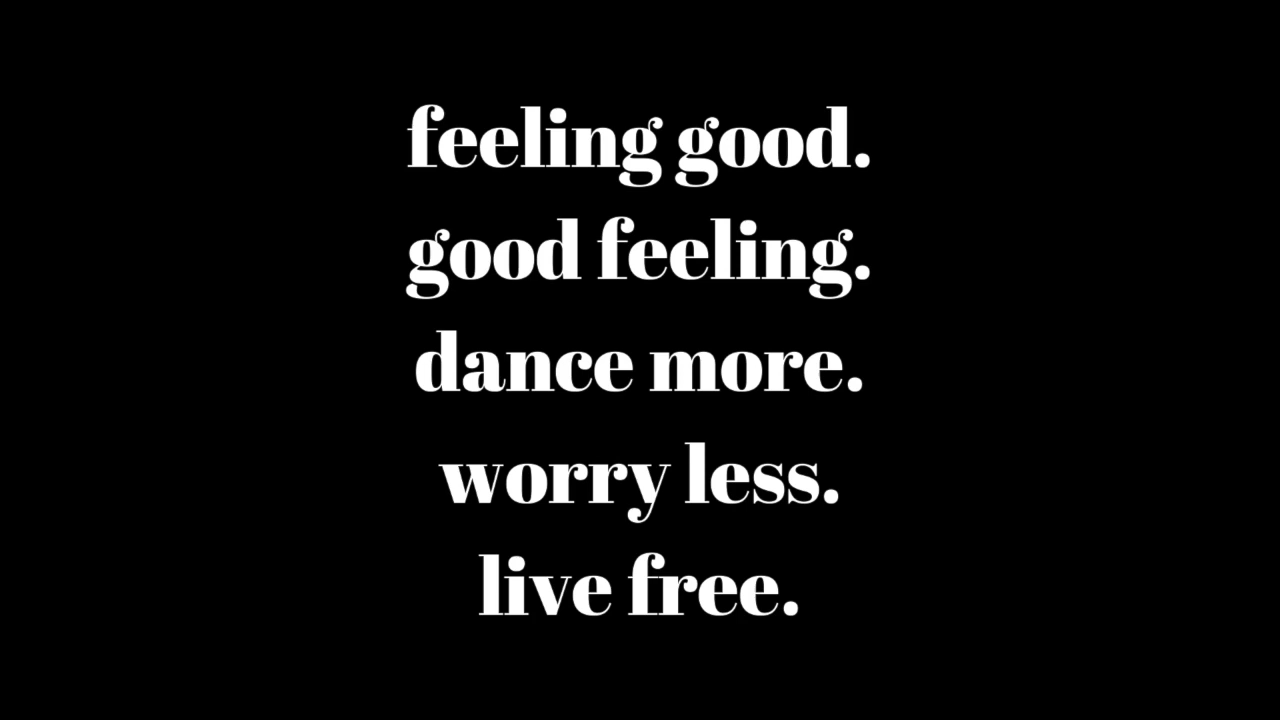 feeling good.
good feeling.
dance more.
worry less.
live free.